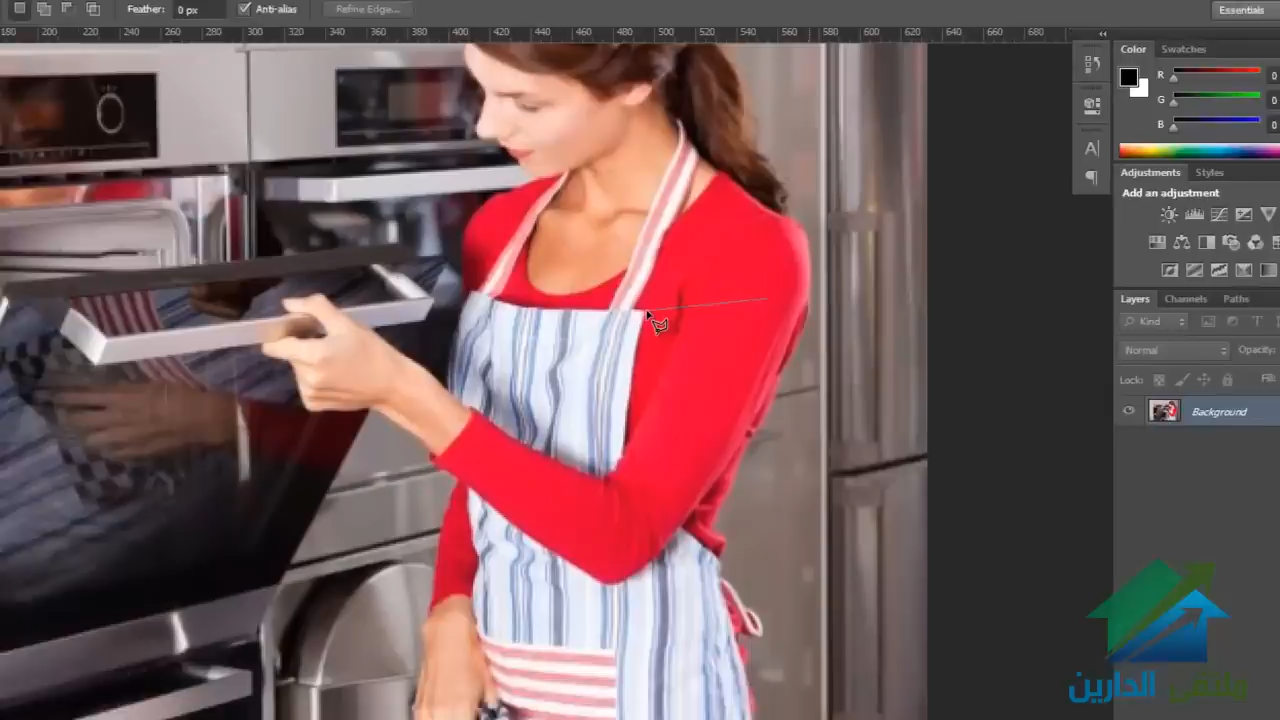 Feather: 0 px Anti-alias Refine Edge... Essentials
180 200 220 240 260 280 300 320 340 360 380 400 420 440 460 480 500 520 540 560 580 600 620 640 660 680
Color Swatches
R 0
G 0
B 0
Adjustments Styles
Add an adjustment
Layers Channels Paths
Kind
Normal Opacity:
Lock: Fill
Background
ملتقى الدارين